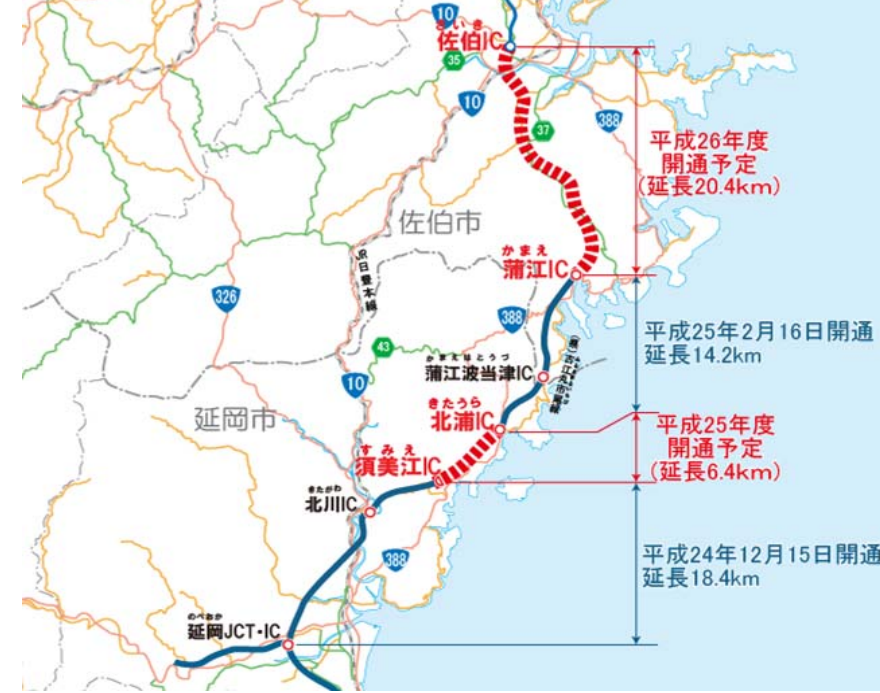 10
さいき
佐伯IC
35
10
37
388
平成26年度
開通予定
(延長20.4km)
佐伯市
JR日豊本線
かまえ
蒲江IC
326
388
平成25年2月16日開通
延長14.2km
43
かまえはとうづ
蒲江波当津IC
10
きたうら
北浦IC
延岡市
平成25年度
開通予定
(延長6.4km)
すみえ
須美江IC
きたがわ
北川IC
388
平成24年12月15日開通
延長18.4km
のべおか
延岡JCT・IC